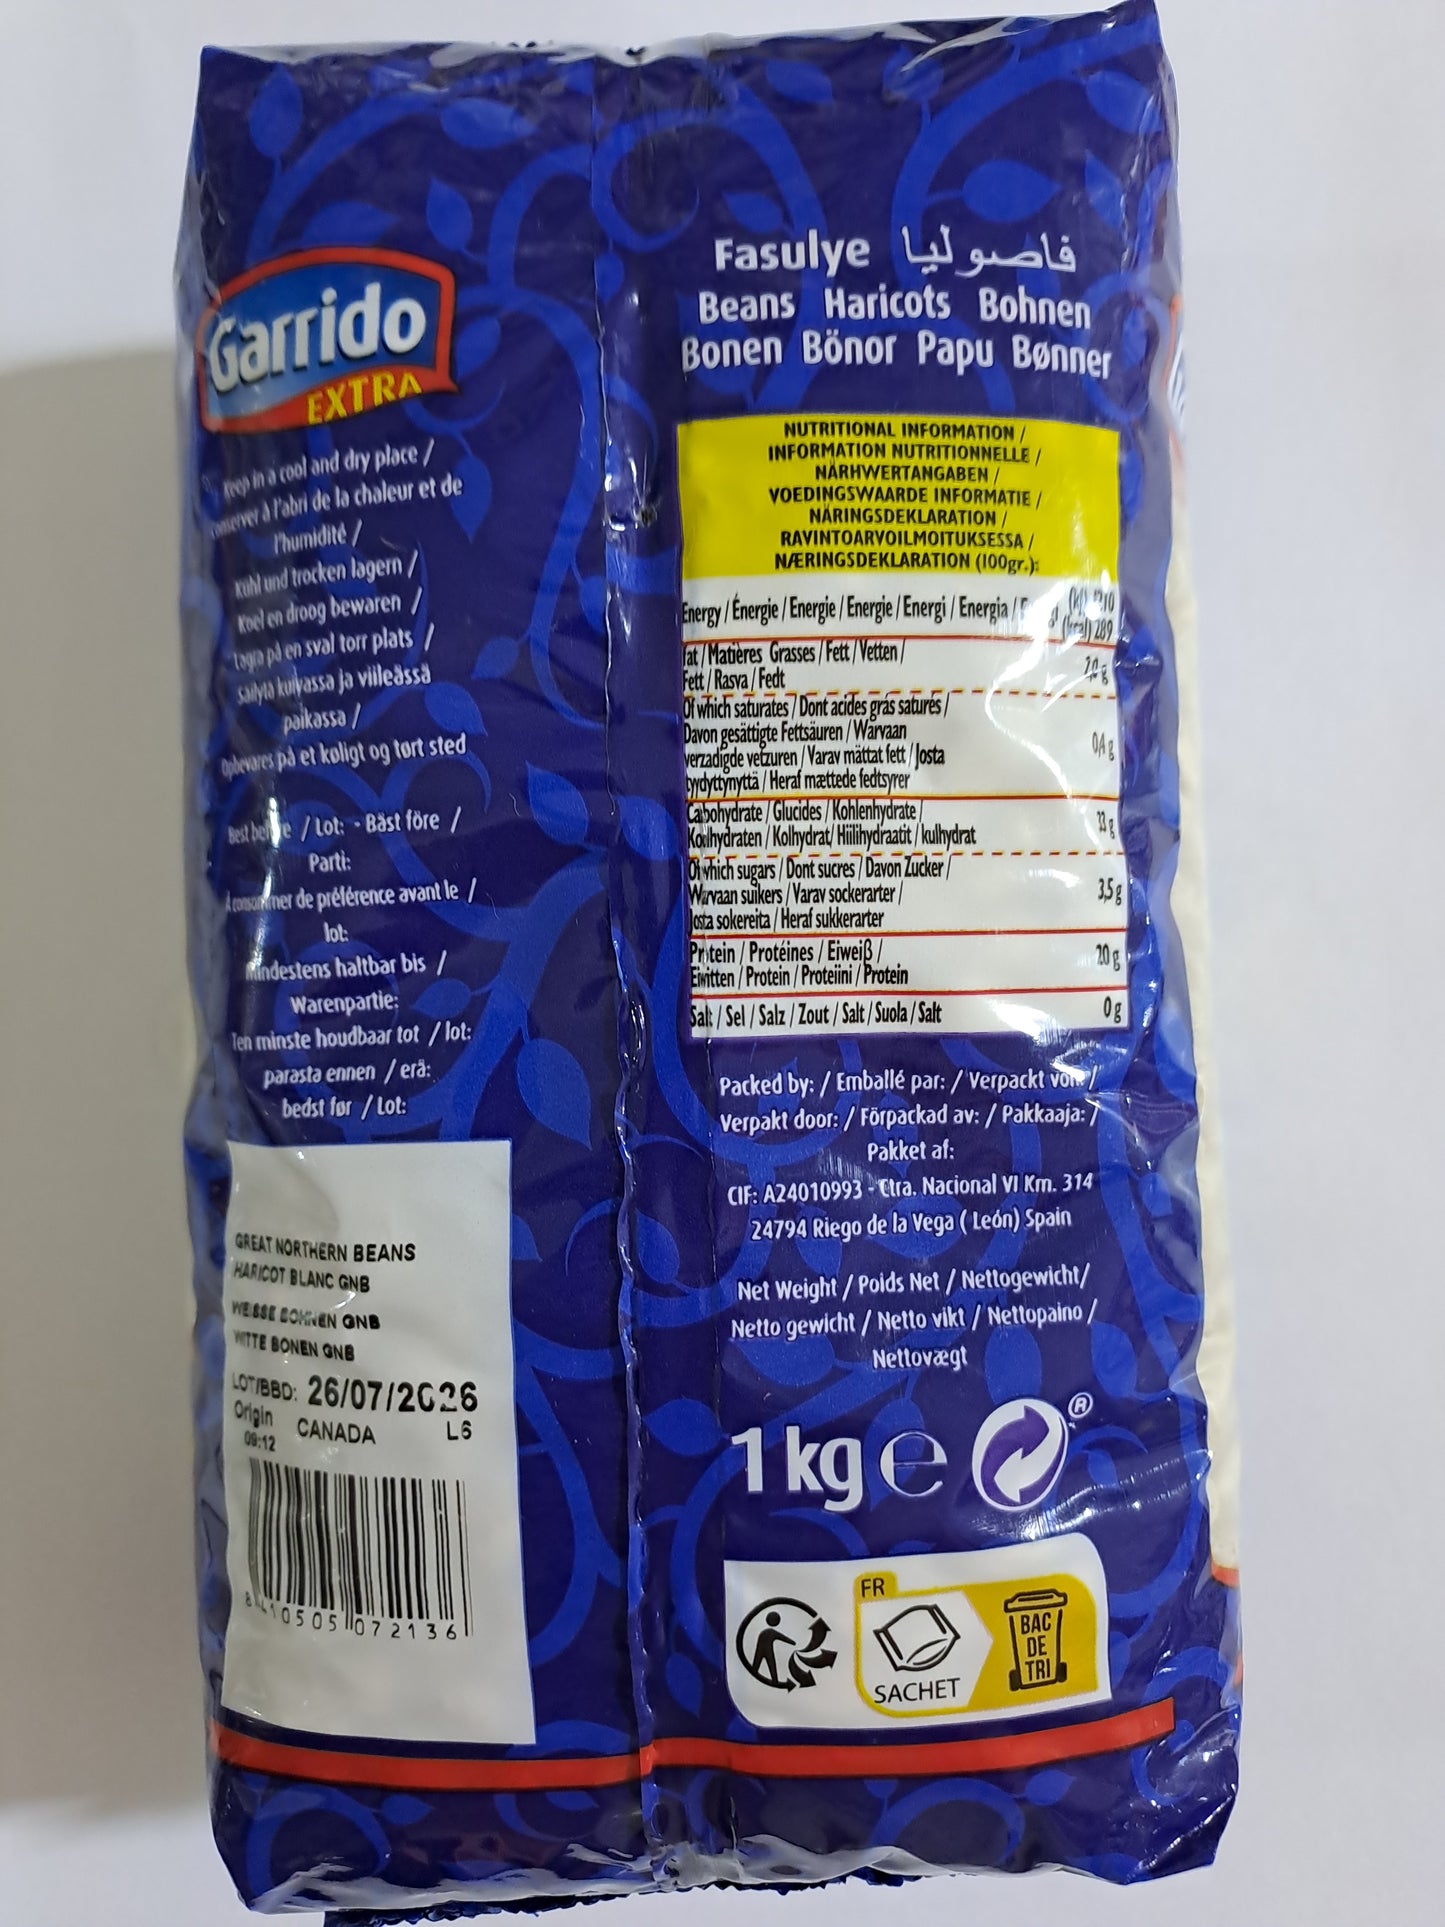 Garrido
EXTRA
Keep in a cool and dry place /
conserver à l'abri de la chaleur et de
l'humidité /
Kühl und trocken lagern /
Koel en droog bewaren /
Lagra på en sval torr plats /
Säilytä kuivassa ja viileässä
paikassa /
Opbevares på et køligt og tørt sted
Best before / Lot: - Bäst före /
Parti:
À consommer de préférence avant le /
lot:
Mindestens haltbar bis /
Warenpartie:
Ten minste houdbaar tot / lot:
parasta ennen / erä:
bedst før / Lot:
GREAT NORTHERN BEANS
HARICOT BLANC GNB
WEISSE BOHNEN GNB
WITTE BONEN GNB
LOT/BBD: 26/07/2026
Origin CANADA L6
09:12
8 410505 072136
Fasulye فاصوليا
Beans Haricots Bohnen
Bonen Bönor Papu Bønner
NUTRITIONAL INFORMATION /
INFORMATION NUTRITIONNELLE /
NÄRHWERTANGABEN /
VOEDINGSWAARDE INFORMATIE /
NÄRINGSDEKLARATION /
RAVINTOARVOILMOITUKSESSA /
NÆRINGSDEKLARATION (100gr.):
Energy / Énergie / Energie / Energie / Energi / Energia /
(kcal) 289
Fat / Matières Grasses / Fett / Vetten /
Fett / Rasva / Fedt 2,0 g
Of which saturates / Dont acides gras saturés /
Davon gesättigte Fettsäuren / Warvaan
verzadigde vetzuren / Varav mättat fett / Josta 0,4 g
tyydyttynyttä / Heraf mættede fedtsyrer
Carbohydrate / Glucides / Kohlenhydrate /
Koolhydraten / Kolhydrat/ Hiilihydraatit / kulhydrat g
Of which sugars / Dont sucres / Davon Zucker /
Warvaan suikers / Varav sockerarter / 3,5 g
Josta sokereita / Heraf sukkerarter
Protein / Protéines / Eiweiß / 20 g
Eiwitten / Protein / Proteiini / Protein
Salt / Sel / Salz / Zout / Salt / Suola / Salt 0 g
Packed by: / Emballé par: / Verpackt von: /
Verpakt door: / Förpackad av: / Pakkaaja: /
Pakket af:
CIF: A24010993 - Ctra. Nacional VI Km. 314
24794 Riego de la Vega ( León) Spain
Net Weight / Poids Net / Nettogewicht/
Netto gewicht / Netto vikt / Nettopaino /
Nettovægt
1 kg e ®
FR
SACHET
BAC
DE
TRI